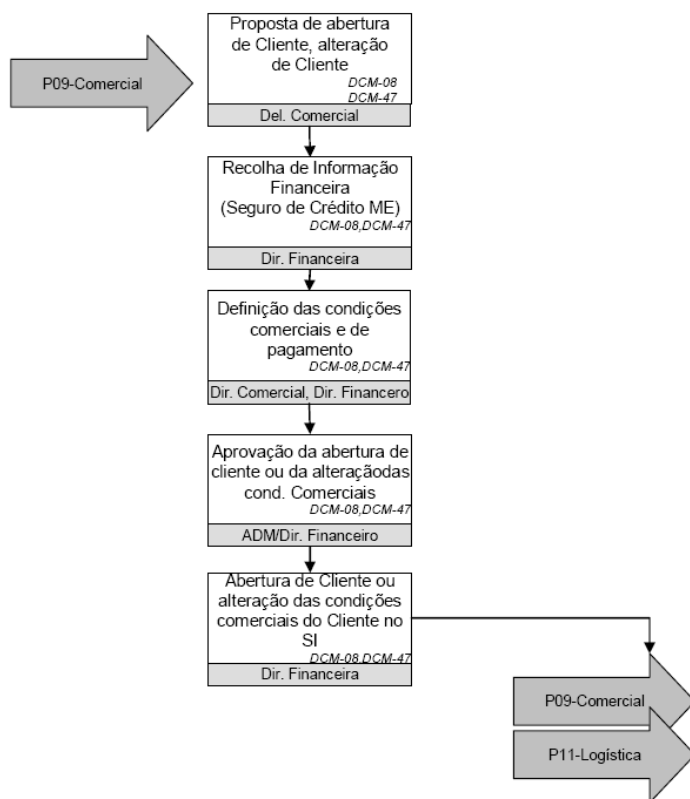 Proposta de abertura
de Cliente, alteração
de Cliente
DCM-08
DCM-47
Del. Comercial
P09-Comercial
Recolha de Informação
Financeira
(Seguro de Crédito ME)
DCM-08,DCM-47
Dir. Financeira
Definição das condições
comerciais e de
pagamento
DCM-08,DCM-47
Dir. Comercial, Dir. Financero
Aprovação da abertura de
cliente ou da alteraçãodas
cond. Comerciais
DCM-08,DCM-47
ADM/Dir. Financeiro
Abertura de Cliente ou
alteração das condições
comerciais do Cliente no
SI
DCM-08,DCM-47
Dir. Financeira
P09-Comercial
P11-Logística